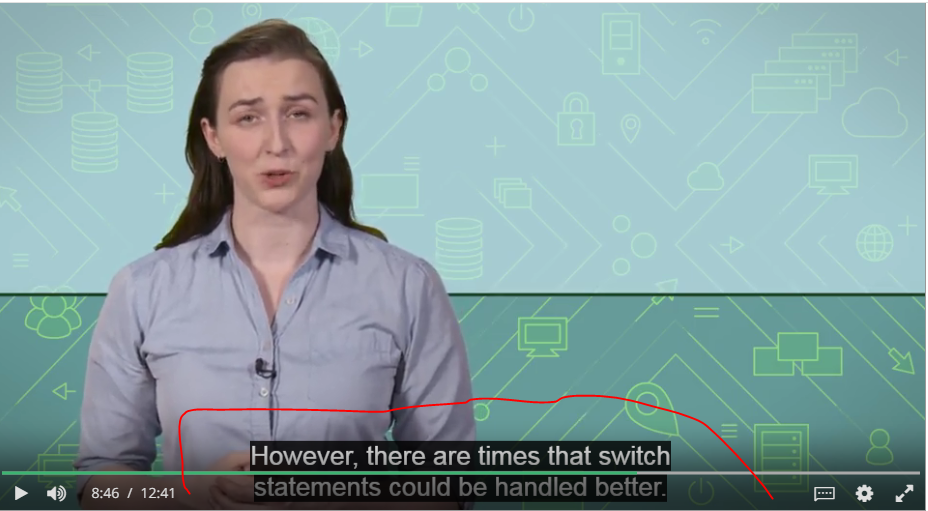 However, there are times that switch
statements could be handled better.
8:46 / 12:41